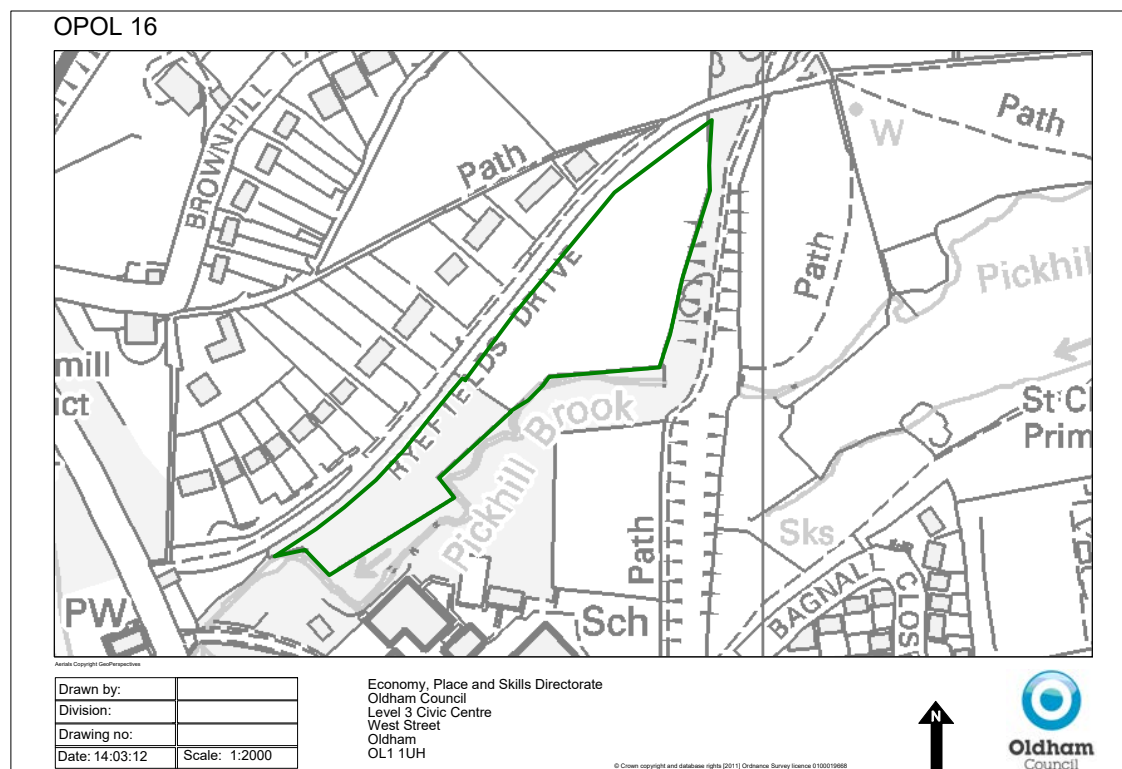 OPOL 16
BROWNHILL
Path
Path
W
Path
Pickhil
RYEFIELDS DRIVE
mill
ict
Pickhill Brook
St Cl
Prim
Sks
Path
BAGNALL
CLOS
PW
Sch
Aerials Copyright GeoPerspectives
Drawn by:
Division:
Drawing no:
Date: 14:03:12 Scale: 1:2000
Economy, Place and Skills Directorate
Oldham Council
Level 3 Civic Centre
West Street
Oldham
OL1 1UH
N
Oldham
Council
© Crown copyright and database rights [2011] Ordnance Survey licence 0100019668